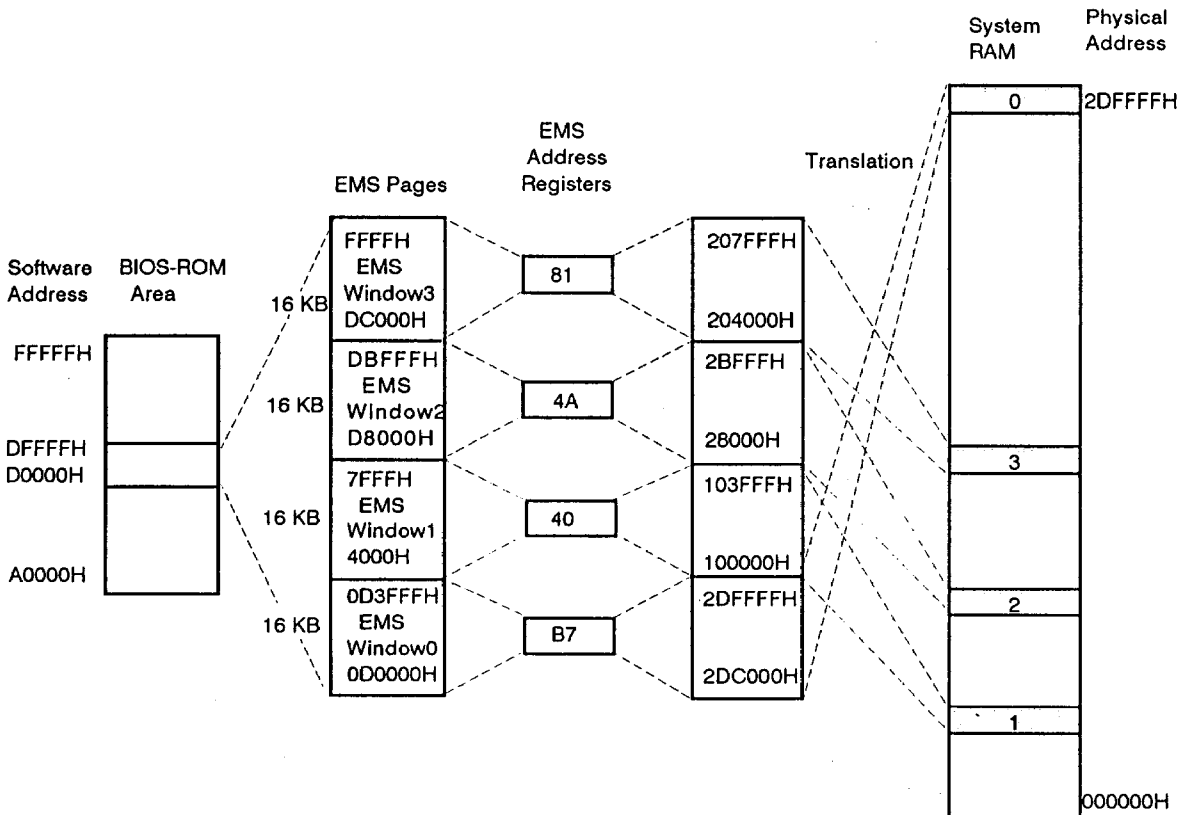 System
RAM
Physical
Address
0
2DFFFFH
EMS
Address
Registers
Translation
EMS Pages
Software
Address
BIOS-ROM
Area
FFFFFH
DFFFFH
D0000H
A0000H
16 KB
FFFFH
EMS
Window3
DC000H
81
207FFFH
204000H
16 KB
DBFFFH
EMS
Window2
D8000H
4A
2BFFFH
28000H
3
16 KB
7FFFH
EMS
Window1
4000H
40
103FFFH
100000H
2
16 KB
0D3FFFH
EMS
Window0
0D0000H
B7
2DFFFFH
2DC000H
1
000000H